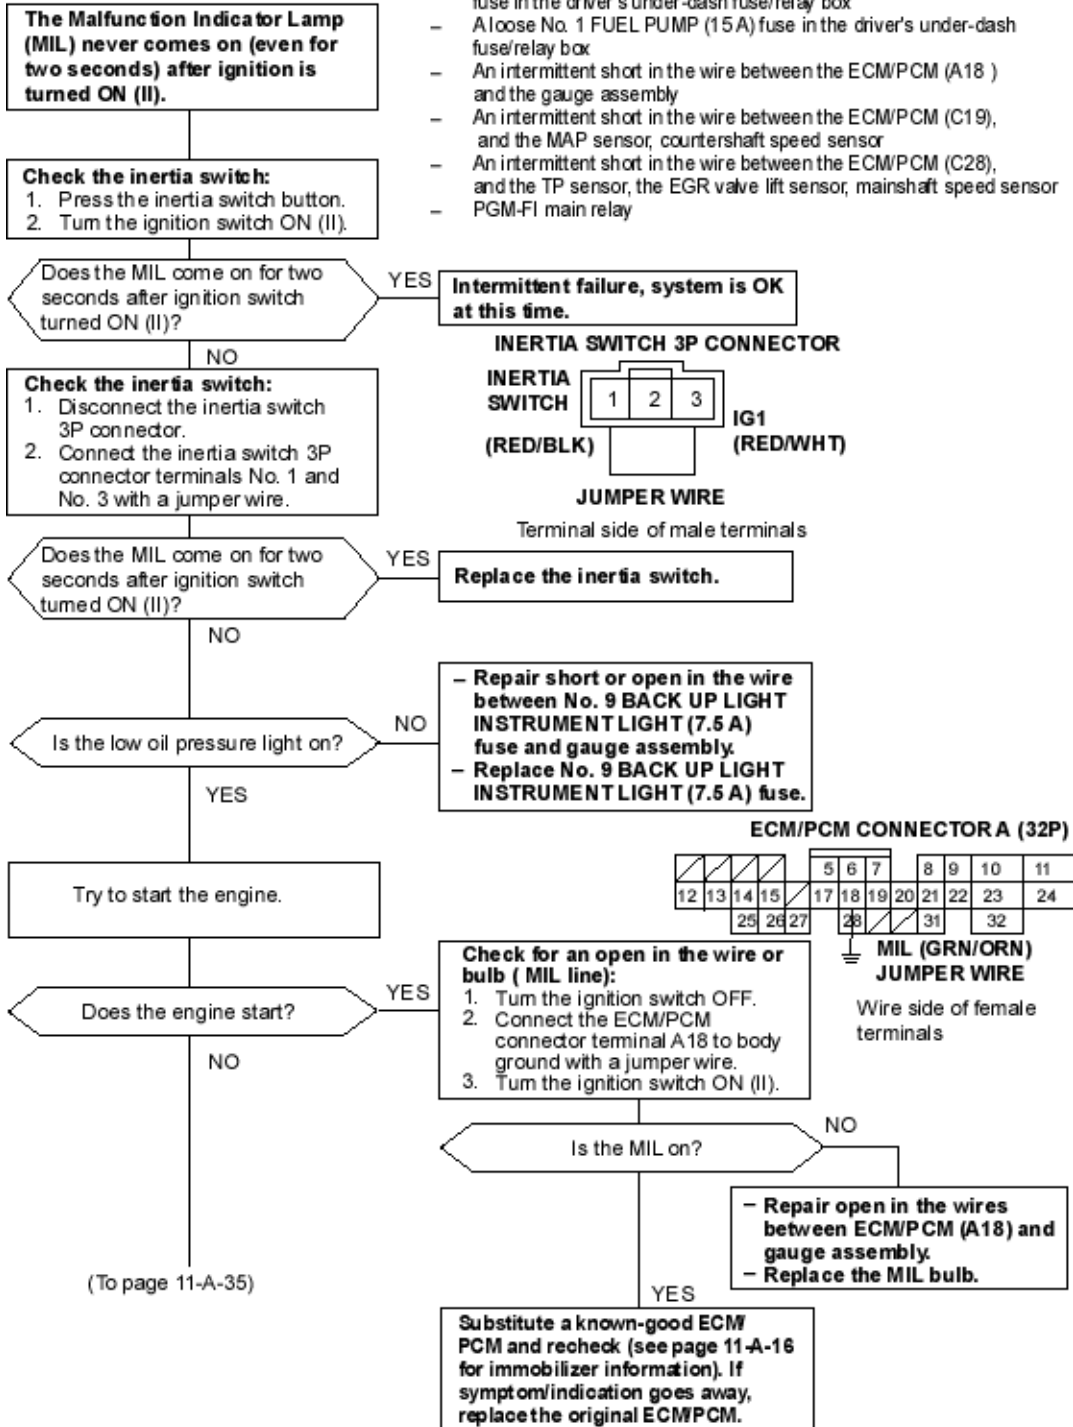 The Malfunction Indicator Lamp
(MIL) never comes on (even for
two seconds) after ignition is
turned ON (II).
fuse in the driver's under-dash fuse/relay box
– A loose No. 1 FUEL PUMP (15 A) fuse in the driver's under-dash
fuse/relay box
– An intermittent short in the wire between the ECM/PCM (A18 )
and the gauge assembly
– An intermittent short in the wire between the ECM/PCM (C19),
and the MAP sensor, countershaft speed sensor
– An intermittent short in the wire between the ECM/PCM (C28),
and the TP sensor, the EGR valve lift sensor, mainshaft speed sensor
– PGM-FI main relay
Check the inertia switch:
1. Press the inertia switch button.
2. Turn the ignition switch ON (II).
Does the MIL come on for two
seconds after ignition switch
turned ON (II)?
YES
Intermittent failure, system is OK
at this time.
NO
INERTIA SWITCH 3P CONNECTOR
INERTIA
SWITCH
1 2 3
IG1
(RED/BLK)
(RED/WHT)
JUMPER WIRE
Terminal side of male terminals
Check the inertia switch:
1. Disconnect the inertia switch
3P connector.
2. Connect the inertia switch 3P
connector terminals No. 1 and
No. 3 with a jumper wire.
Does the MIL come on for two
seconds after ignition switch
turned ON (II)?
YES
Replace the inertia switch.
NO
Is the low oil pressure light on?
NO
– Repair short or open in the wire
between No. 9 BACK UP LIGHT
INSTRUMENT LIGHT (7.5 A)
fuse and gauge assembly.
– Replace No. 9 BACK UP LIGHT
INSTRUMENT LIGHT (7.5 A) fuse.
YES
Try to start the engine.
ECM/PCM CONNECTOR A (32P)
5 6 7 8 9 10 11
12 13 14 15 17 18 19 20 21 22 23 24
25 26 27 28 31 32
MIL (GRN/ORN)
JUMPER WIRE
Wire side of female
terminals
Does the engine start?
YES
Check for an open in the wire or
bulb ( MIL line):
1. Turn the ignition switch OFF.
2. Connect the ECM/PCM
connector terminal A18 to body
ground with a jumper wire.
3. Turn the ignition switch ON (II).
NO
Is the MIL on?
NO
– Repair open in the wires
between ECM/PCM (A18) and
gauge assembly.
– Replace the MIL bulb.
(To page 11-A-35)
YES
Substitute a known-good ECM/
PCM and recheck (see page 11-A-16
for immobilizer information). If
symptom/indication goes away,
replace the original ECM/PCM.